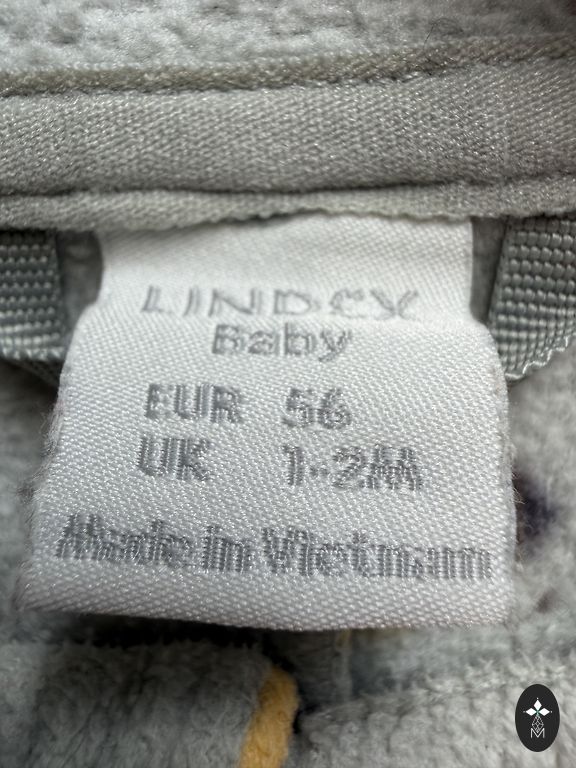 LINDEX
Baby
EUR 56
UK 1-2M
Made in Vietnam
M